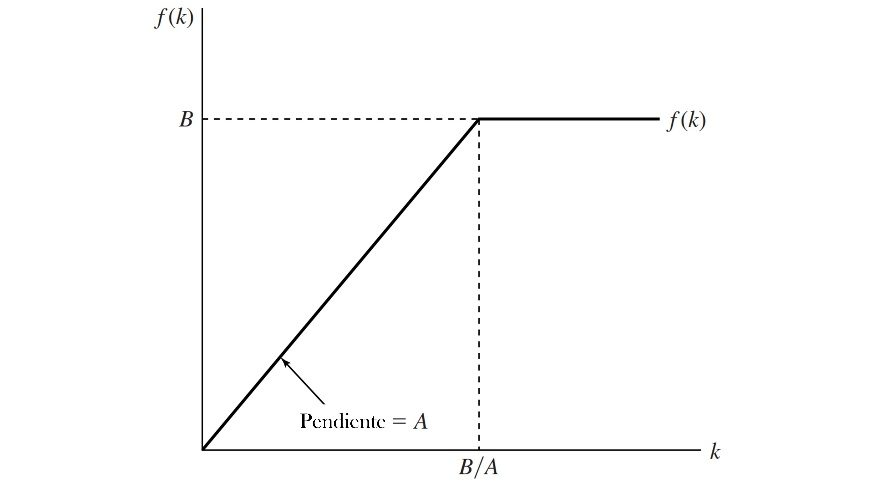 f(k)
B
f(k)
Pendiente = A
k
B/A